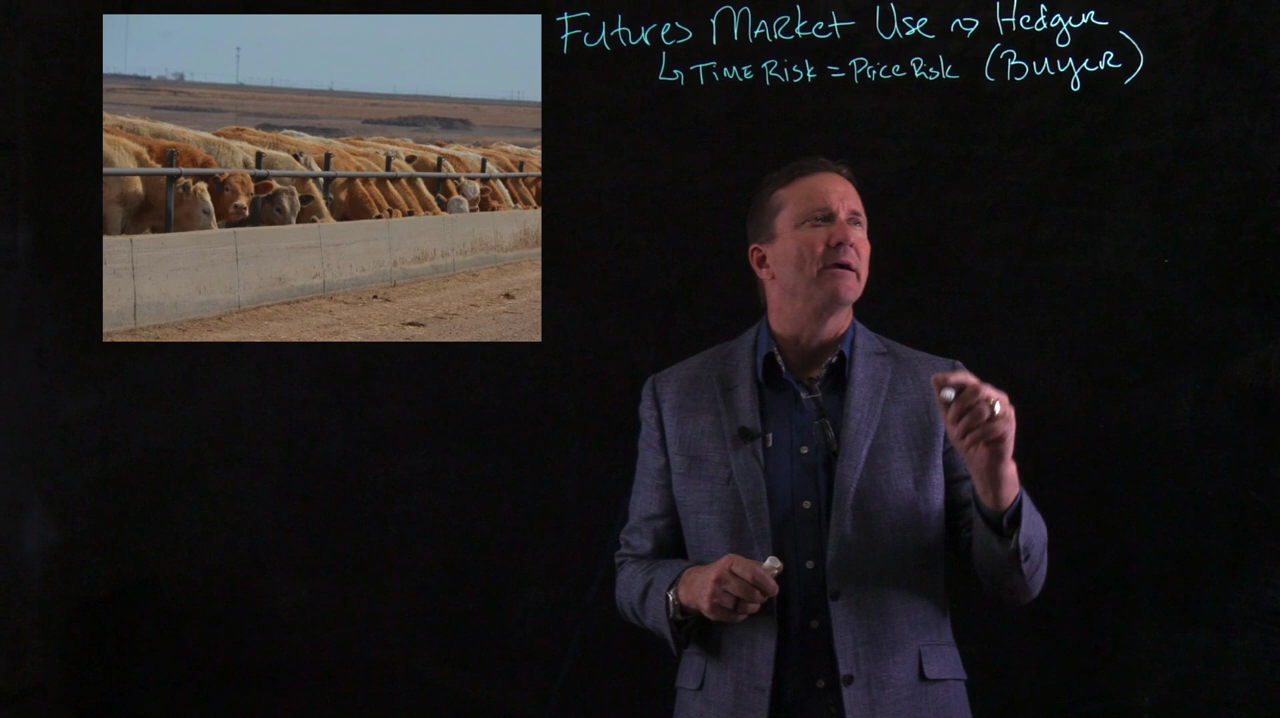 Futures Market Use → Hedger
↳ Time Risk = Price Risk (Buyer)